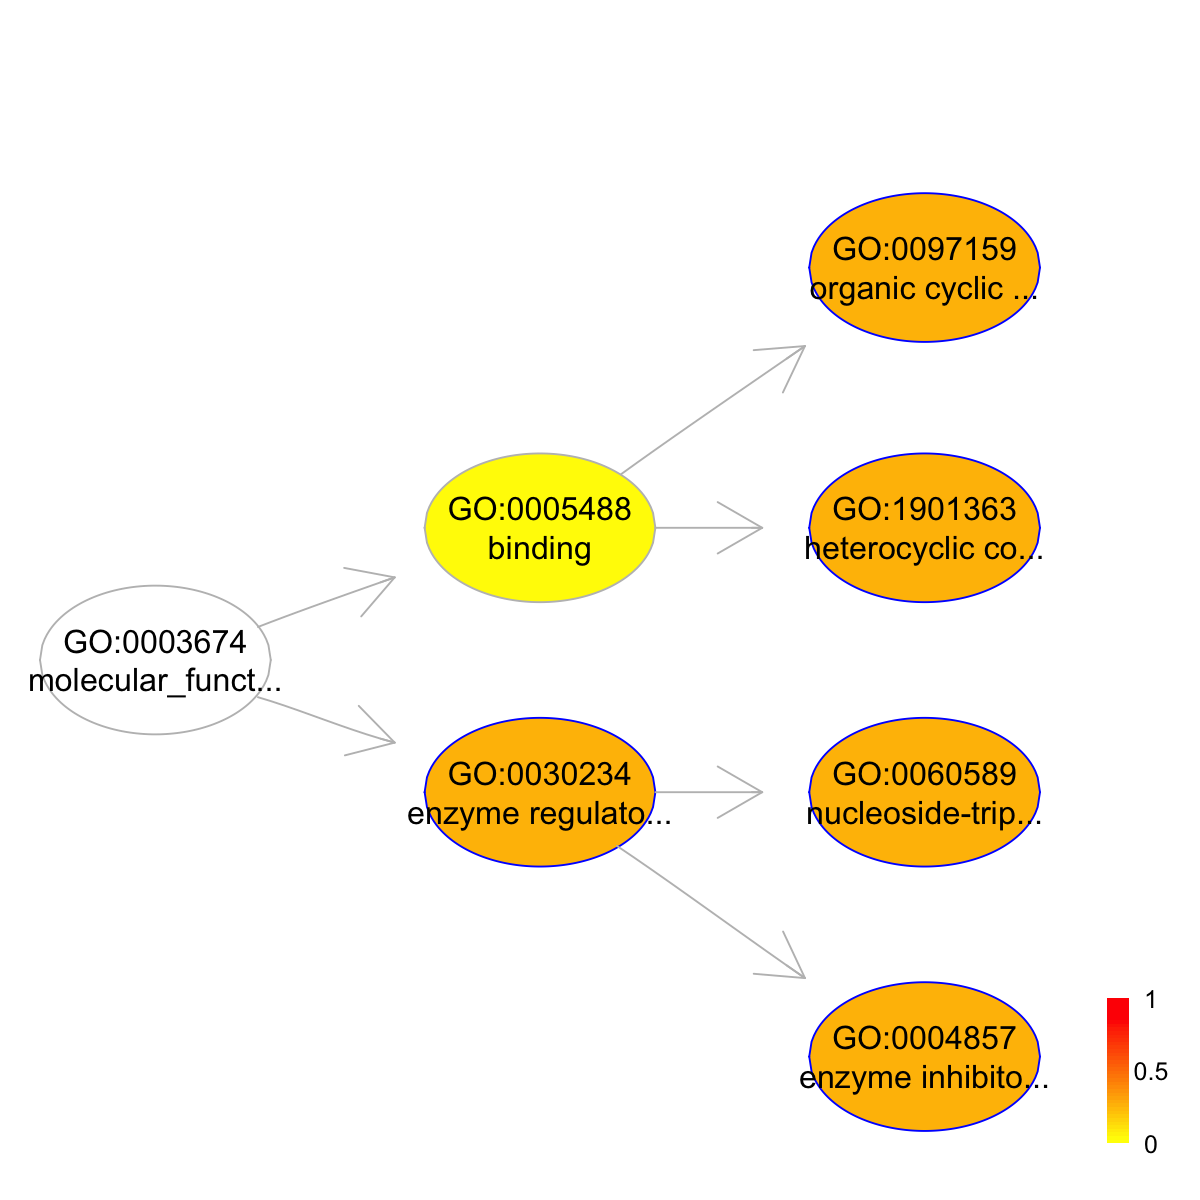 GO:0097159
organic cyclic ...
GO:0005488
binding
GO:1901363
heterocyclic co...
GO:0003674
molecular_funct...
GO:0030234
enzyme regulato...
GO:0060589
nucleoside-trip...
GO:0004857
enzyme inhibito...
1
0.5
0